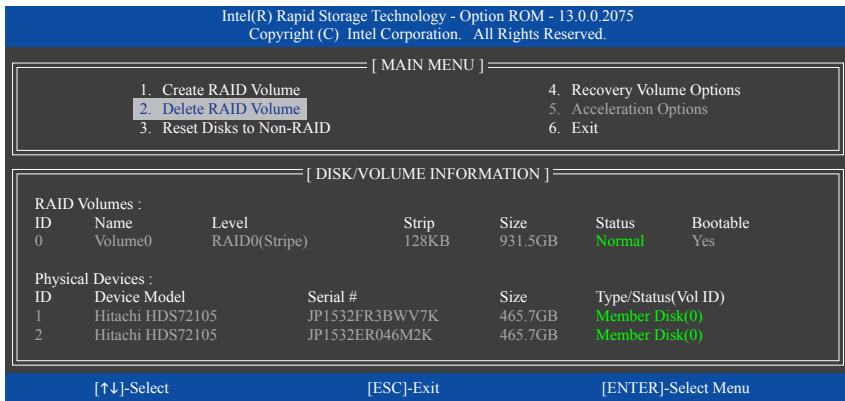 Intel(R) Rapid Storage Technology - Option ROM - 13.0.0.2075
Copyright (C) Intel Corporation. All Rights Reserved.
[ MAIN MENU ]
1. Create RAID Volume 4. Recovery Volume Options
2. Delete RAID Volume 5. Acceleration Options
3. Reset Disks to Non-RAID 6. Exit
[ DISK/VOLUME INFORMATION ]
RAID Volumes :
ID Name Level Strip Size Status Bootable
0 Volume0 RAID0(Stripe) 128KB 931.5GB Normal Yes
Physical Devices :
ID Device Model Serial # Size Type/Status(Vol ID)
1 Hitachi HDS72105 JP1532FR3BWV7K 465.7GB Member Disk(0)
2 Hitachi HDS72105 JP1532ER046M2K 465.7GB Member Disk(0)
[↑↓]-Select [ESC]-Exit [ENTER]-Select Menu